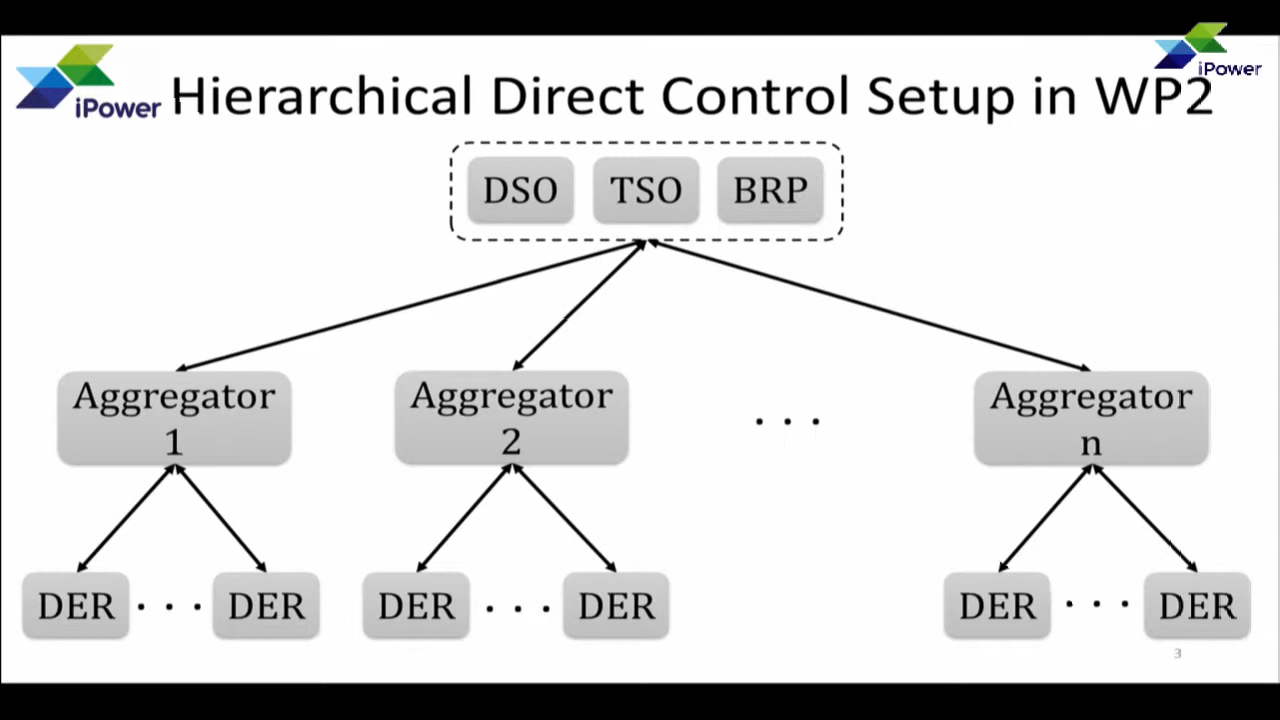 iPower
iPower
Hierarchical Direct Control Setup in WP2
DSO TSO BRP
Aggregator 1
Aggregator 2
. . .
Aggregator n
DER . . . DER
DER . . . DER
DER . . . DER
3